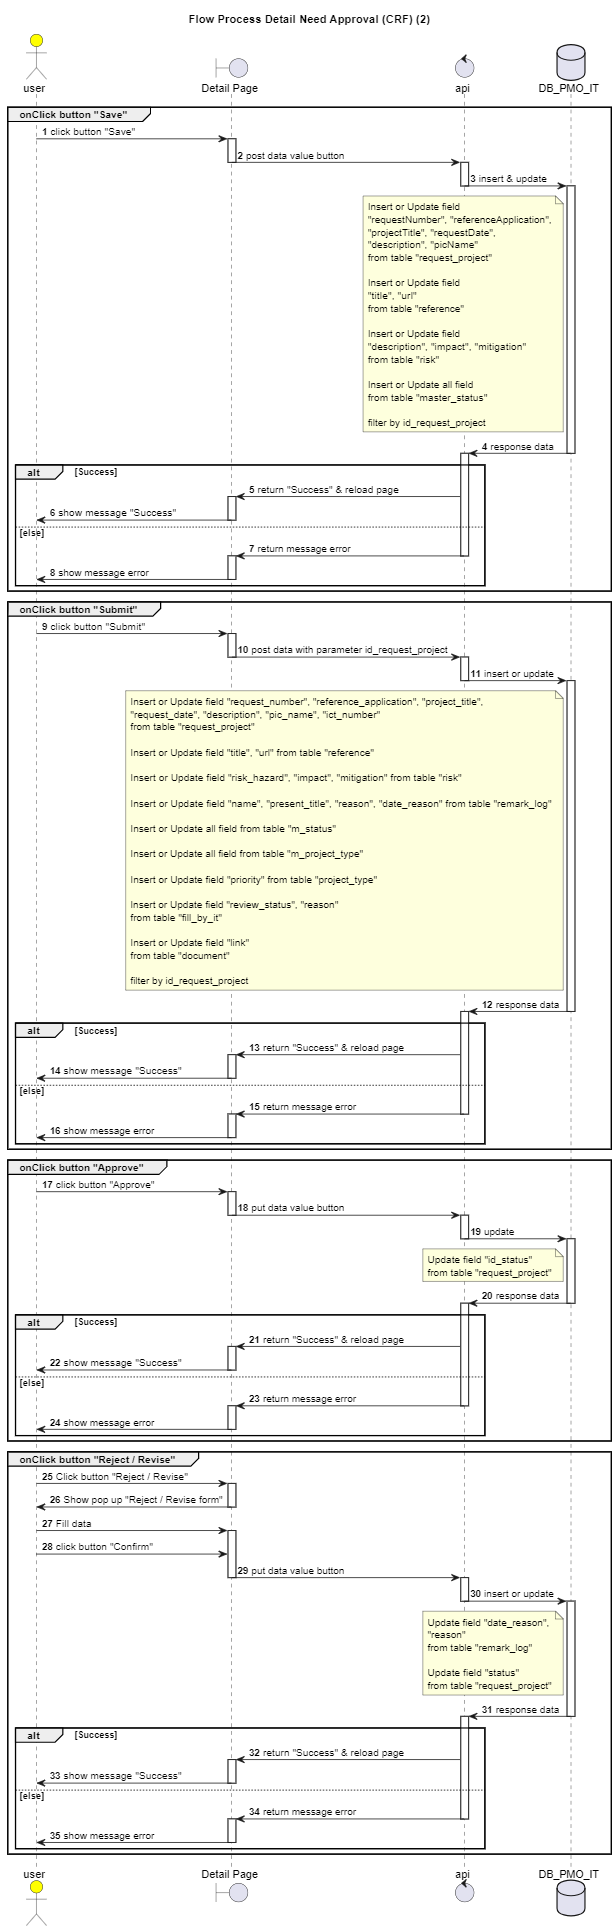 Flow Process Detail Need Approval (CRF) (2)
user
Detail Page
api
DB_PMO_IT
onClick button "Save"
1 click button "Save"
2 post data value button
3 insert & update
Insert or Update field
"requestNumber", "referenceApplication",
"projectTitle", "requestDate",
"description", "picName"
from table "request_project"
Insert or Update field
"title", "url"
from table "reference"
Insert or Update field
"description", "impact", "mitigation"
from table "risk"
Insert or Update all field
from table "master_status"
filter by id_request_project
4 response data
alt [Success]
5 return "Success" & reload page
6 show message "Success"
[else]
7 return message error
8 show message error
onClick button "Submit"
9 click button "Submit"
10 post data with parameter id_request_project
11 insert or update
Insert or Update field "request_number", "reference_application", "project_title",
"request_date", "description", "pic_name", "ict_number"
from table "request_project"
Insert or Update field "title", "url" from table "reference"
Insert or Update field "risk_hazard", "impact", "mitigation" from table "risk"
Insert or Update field "name", "present_title", "reason", "date_reason" from table "remark_log"
Insert or Update all field from table "m_status"
Insert or Update all field from table "m_project_type"
Insert or Update field "priority" from table "project_type"
Insert or Update field "review_status", "reason"
from table "fill_by_it"
Insert or Update field "link"
from table "document"
filter by id_request_project
12 response data
alt [Success]
13 return "Success" & reload page
14 show message "Success"
[else]
15 return message error
16 show message error
onClick button "Approve"
17 click button "Approve"
18 put data value button
19 update
Update field "id_status"
from table "request_project"
20 response data
alt [Success]
21 return "Success" & reload page
22 show message "Success"
[else]
23 return message error
24 show message error
onClick button "Reject / Revise"
25 Click button "Reject / Revise"
26 Show pop up "Reject / Revise form"
27 Fill data
28 click button "Confirm"
29 put data value button
30 insert or update
Update field "date_reason",
"reason"
from table "remark_log"
Update field "status"
from table "request_project"
31 response data
alt [Success]
32 return "Success" & reload page
33 show message "Success"
[else]
34 return message error
35 show message error
user
Detail Page
api
DB_PMO_IT